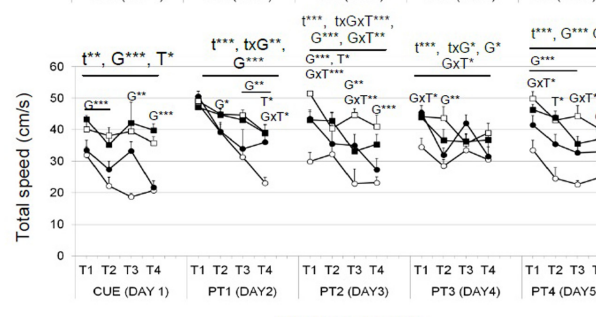 t***, txGxT***,
G***, GxT**
t**, G***, T*
t***, txG**,
G***
t***, txG*, G*
GxT*
t***, G***
G***, T*
GxT***
G***
G**
G***
G*
G**
T*
GxT*
G**
GxT**
G***
GxT*
G**
G***
GxT*
T*
Total speed (cm/s)
60
50
40
30
20
10
0
T1 T2 T3 T4 T1 T2 T3 T4 T1 T2 T3 T4 T1 T2 T3 T4 T1 T2 T3
CUE (DAY 1) PT1 (DAY2) PT2 (DAY3) PT3 (DAY4) PT4 (DAY5